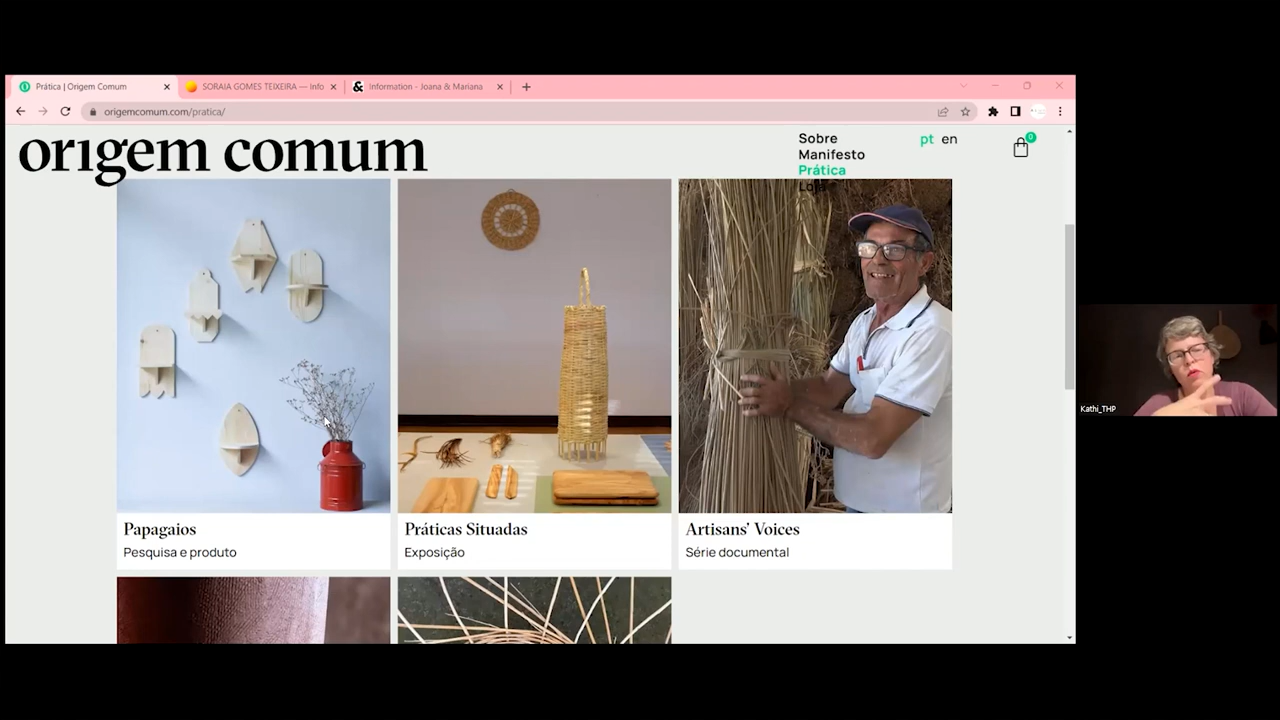 Prática | Origem Comum
SORAIA GOMES TEIXEIRA — Info
Information - Joana & Mariana
origemcomum.com/pratica/
origem comum
Sobre
Manifesto
Prática
Loja
pt en
0
Papagaios
Pesquisa e produto
Práticas Situadas
Exposição
Artisans' Voices
Série documental
Kathi_THP